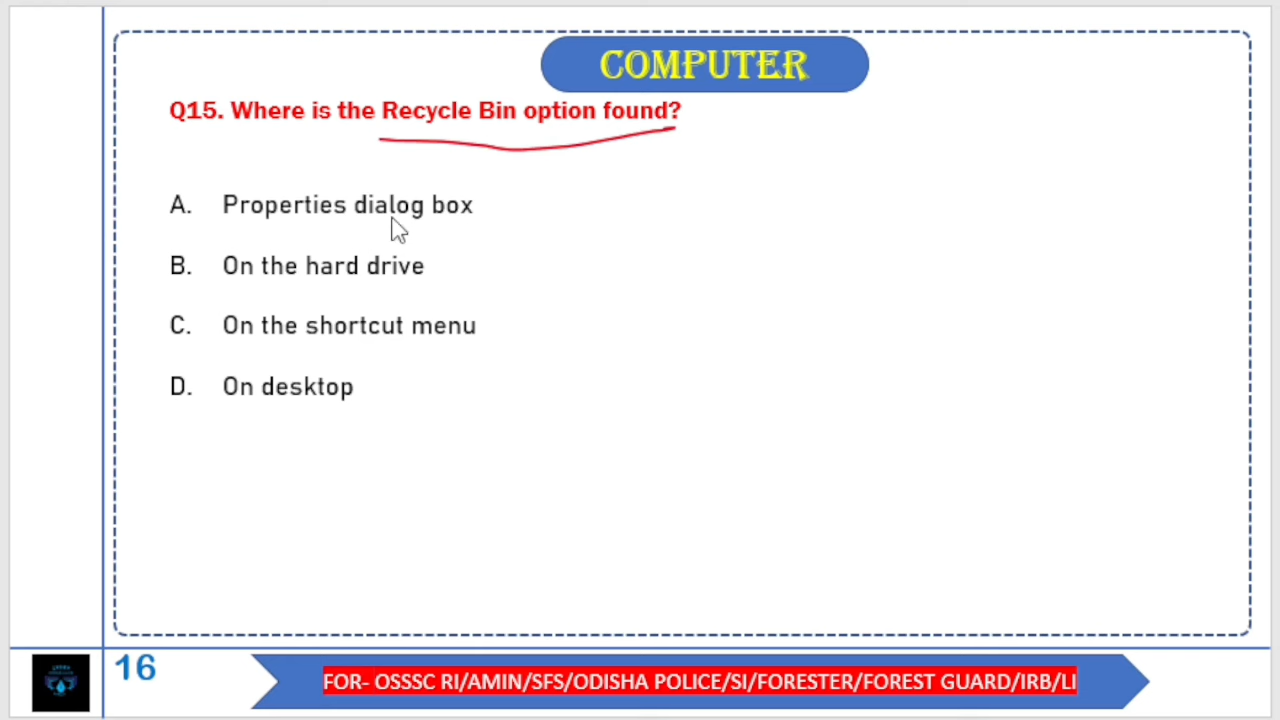 COMPUTER
Q15. Where is the Recycle Bin option found?
A. Properties dialog box
B. On the hard drive
C. On the shortcut menu
D. On desktop
16
FOR- OSSSC RI/AMIN/SFS/ODISHA POLICE/SI/FORESTER/FOREST GUARD/IRB/LI